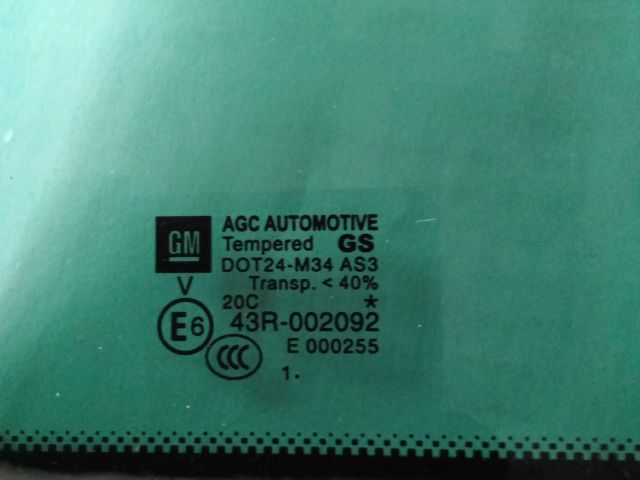 GM
AGC AUTOMOTIVE
Tempered GS
DOT24-M34 AS3
V
Transp. < 40%
20C *
E6
43R-002092
CCC
E 000255
1.